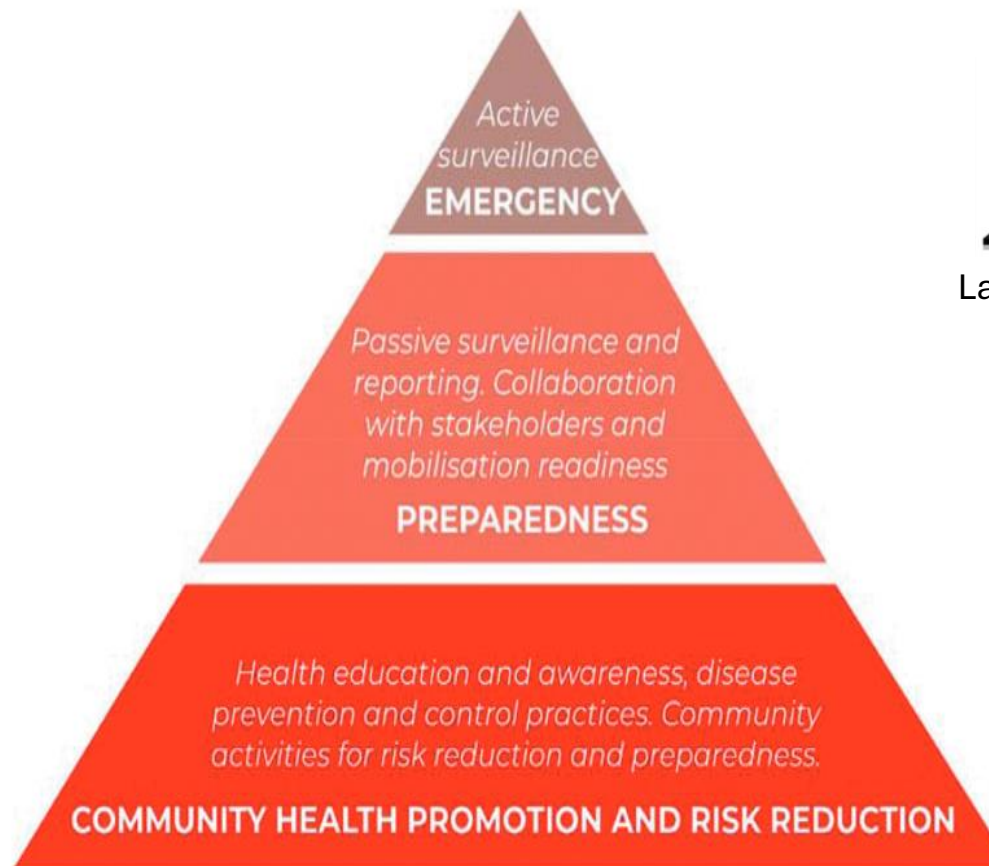 Active
surveillance
EMERGENCY
Passive surveillance and
reporting. Collaboration
with stakeholders and
mobilisation readiness
PREPAREDNESS
Health education and awareness, disease
prevention and control practices. Community
activities for risk reduction and preparedness.
COMMUNITY HEALTH PROMOTION AND RISK REDUCTION
La